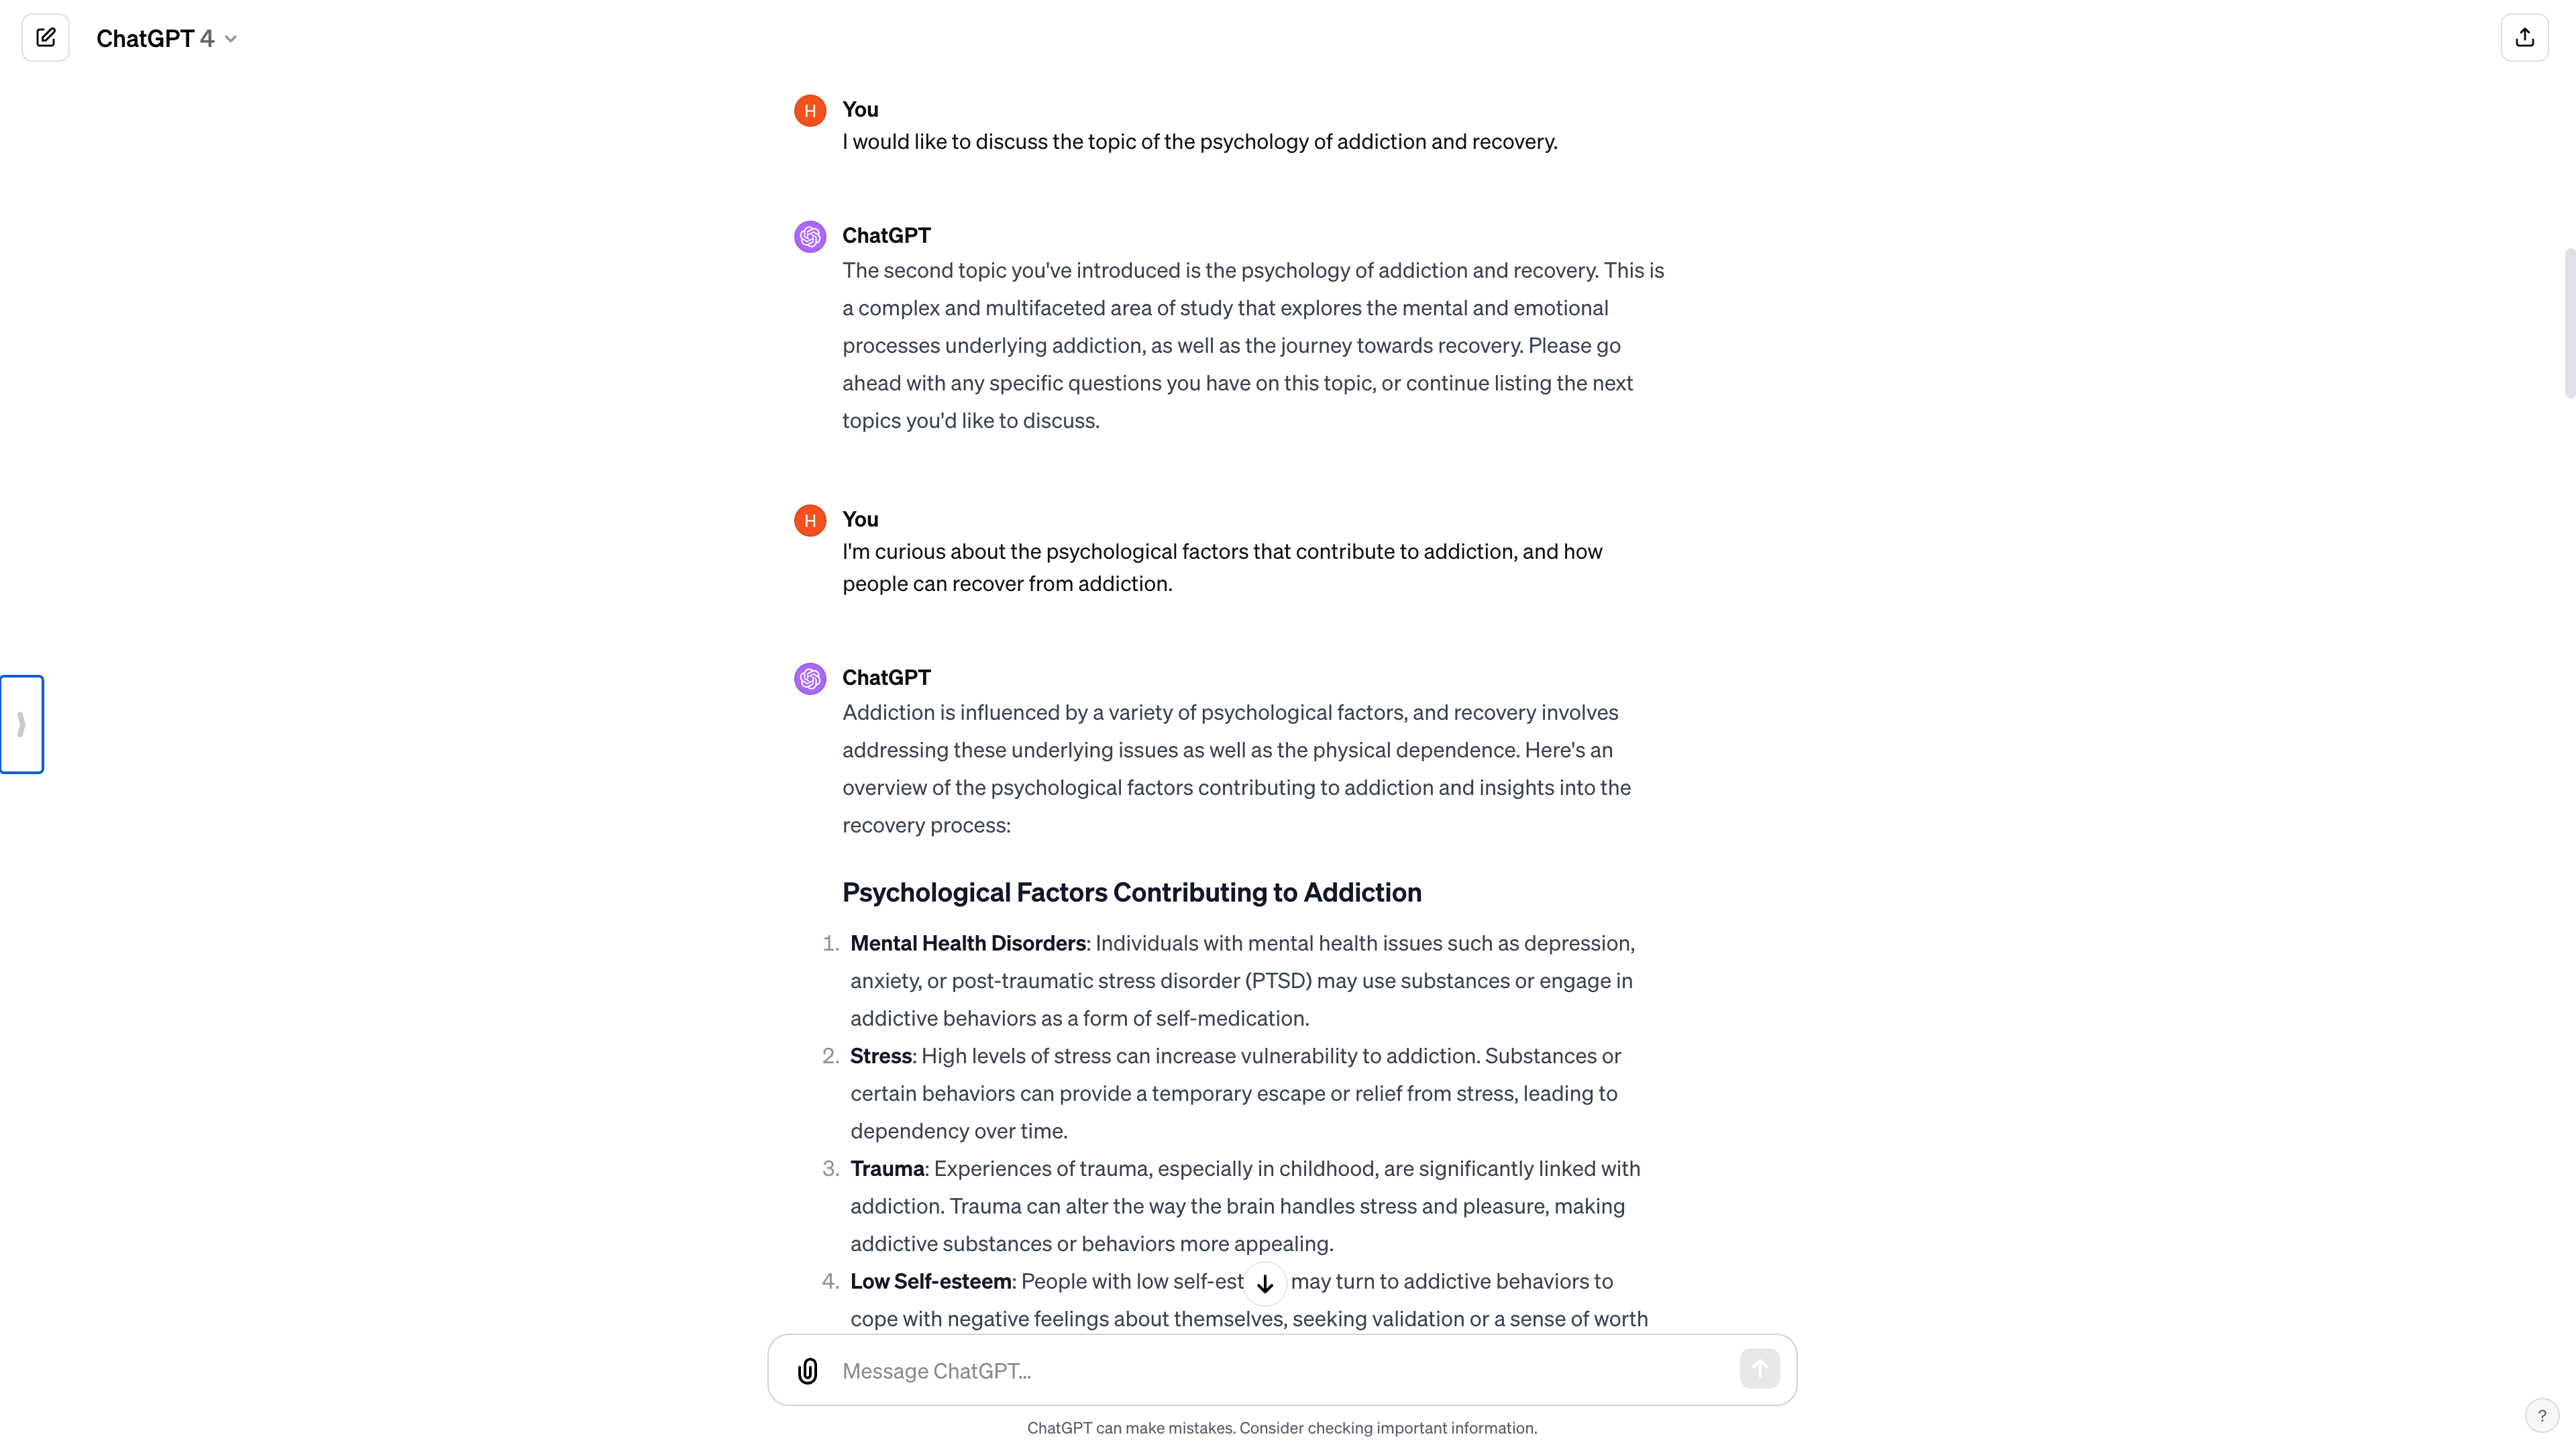 ChatGPT 4
H
You
I would like to discuss the topic of the psychology of addiction and recovery.
ChatGPT
The second topic you've introduced is the psychology of addiction and recovery. This is
a complex and multifaceted area of study that explores the mental and emotional
processes underlying addiction, as well as the journey towards recovery. Please go
ahead with any specific questions you have on this topic, or continue listing the next
topics you'd like to discuss.
H
You
I'm curious about the psychological factors that contribute to addiction, and how
people can recover from addiction.
ChatGPT
Addiction is influenced by a variety of psychological factors, and recovery involves
addressing these underlying issues as well as the physical dependence. Here's an
overview of the psychological factors contributing to addiction and insights into the
recovery process:
Psychological Factors Contributing to Addiction
1. Mental Health Disorders: Individuals with mental health issues such as depression,
anxiety, or post-traumatic stress disorder (PTSD) may use substances or engage in
addictive behaviors as a form of self-medication.
2. Stress: High levels of stress can increase vulnerability to addiction. Substances or
certain behaviors can provide a temporary escape or relief from stress, leading to
dependency over time.
3. Trauma: Experiences of trauma, especially in childhood, are significantly linked with
addiction. Trauma can alter the way the brain handles stress and pleasure, making
addictive substances or behaviors more appealing.
4. Low Self-esteem: People with low self-est may turn to addictive behaviors to
cope with negative feelings about themselves, seeking validation or a sense of worth
Message ChatGPT...
ChatGPT can make mistakes. Consider checking important information.
?